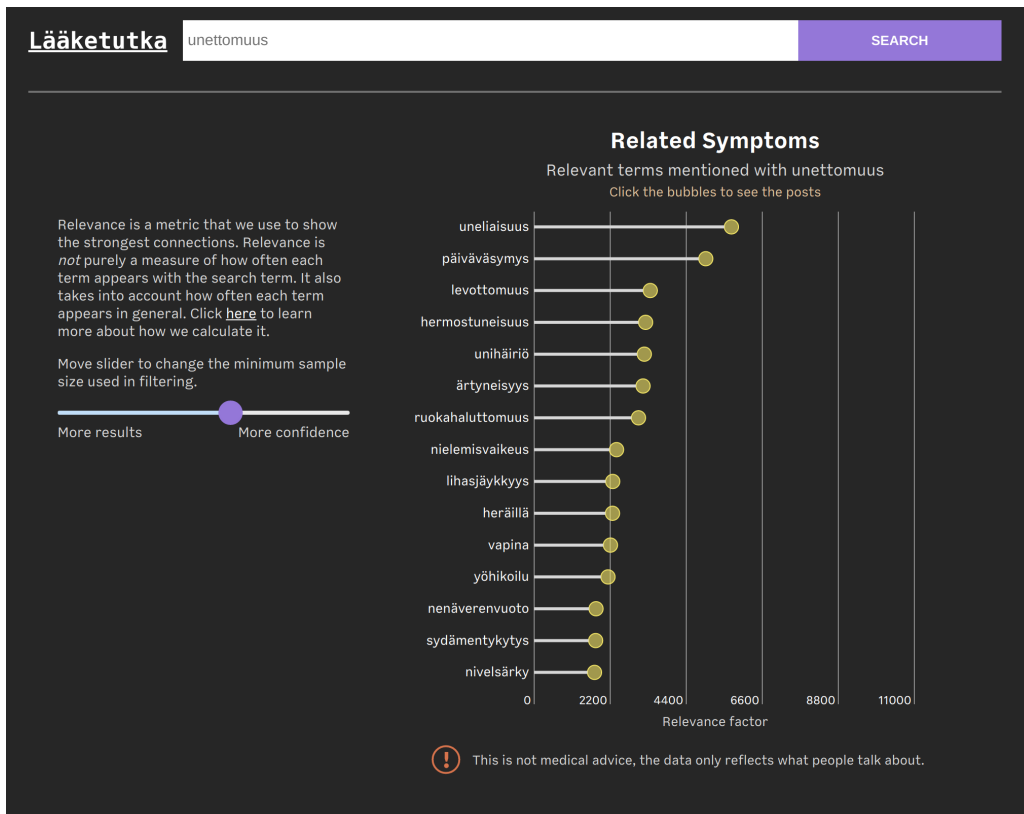 Lääketutka
unettomuus
SEARCH
Related Symptoms
Relevant terms mentioned with unettomuus
Click the bubbles to see the posts
Relevance is a metric that we use to show
the strongest connections. Relevance is
not purely a measure of how often each
term appears with the search term. It also
takes into account how often each term
appears in general. Click here to learn
more about how we calculate it.
Move slider to change the minimum sample
size used in filtering.
More results
More confidence
uneliaisuus
päiväväsymys
levottomuus
hermostuneisuus
unihäiriö
ärtyneisyys
ruokahaluttomuus
nielemisvaikeus
lihasjäykkyys
heräillä
vapina
yöhikoilu
nenäverenvuoto
sydämentykytys
nivelsärky
0 2200 4400 6600 8800 11000
Relevance factor
This is not medical advice, the data only reflects what people talk about.